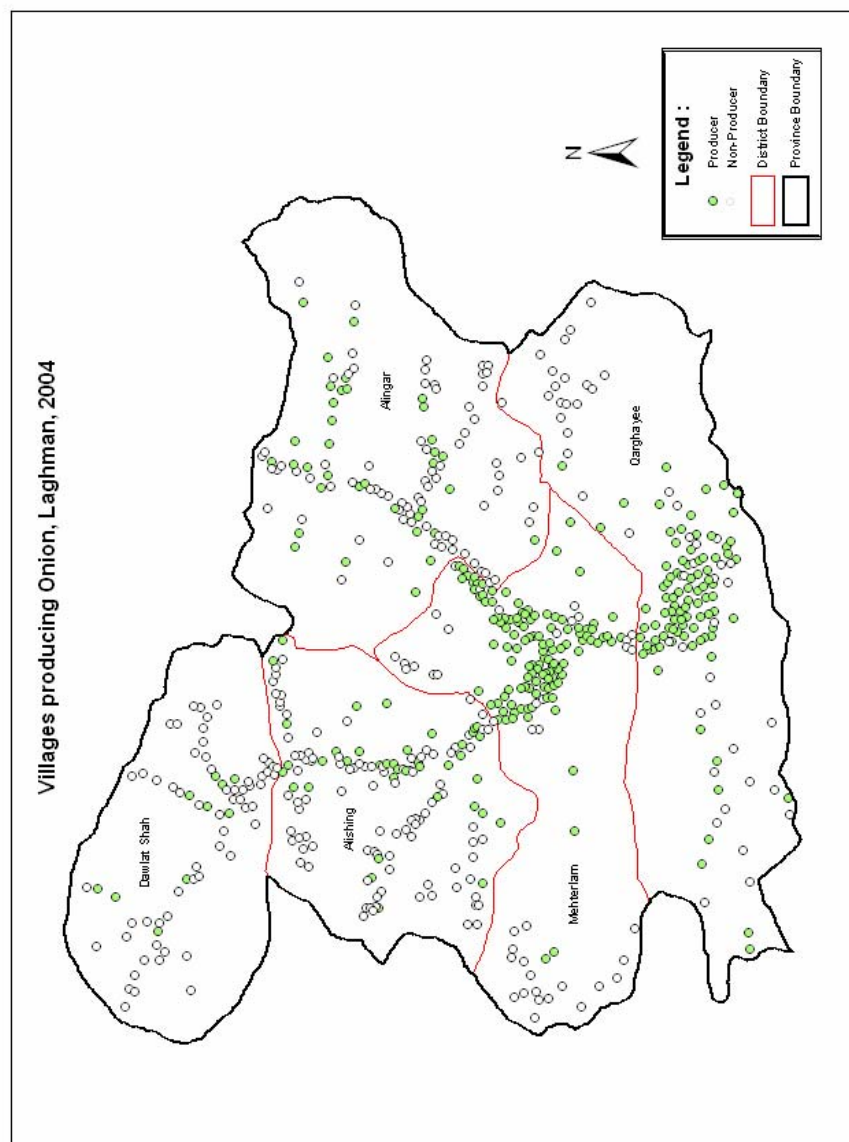 Villages producing Onion, Laghman, 2004
N
Legend :
Producer
Non-Producer
District Boundary
Province Boundary
Dawlat Shah
Alishing
Alingar
Mehterlam
Qarghayee